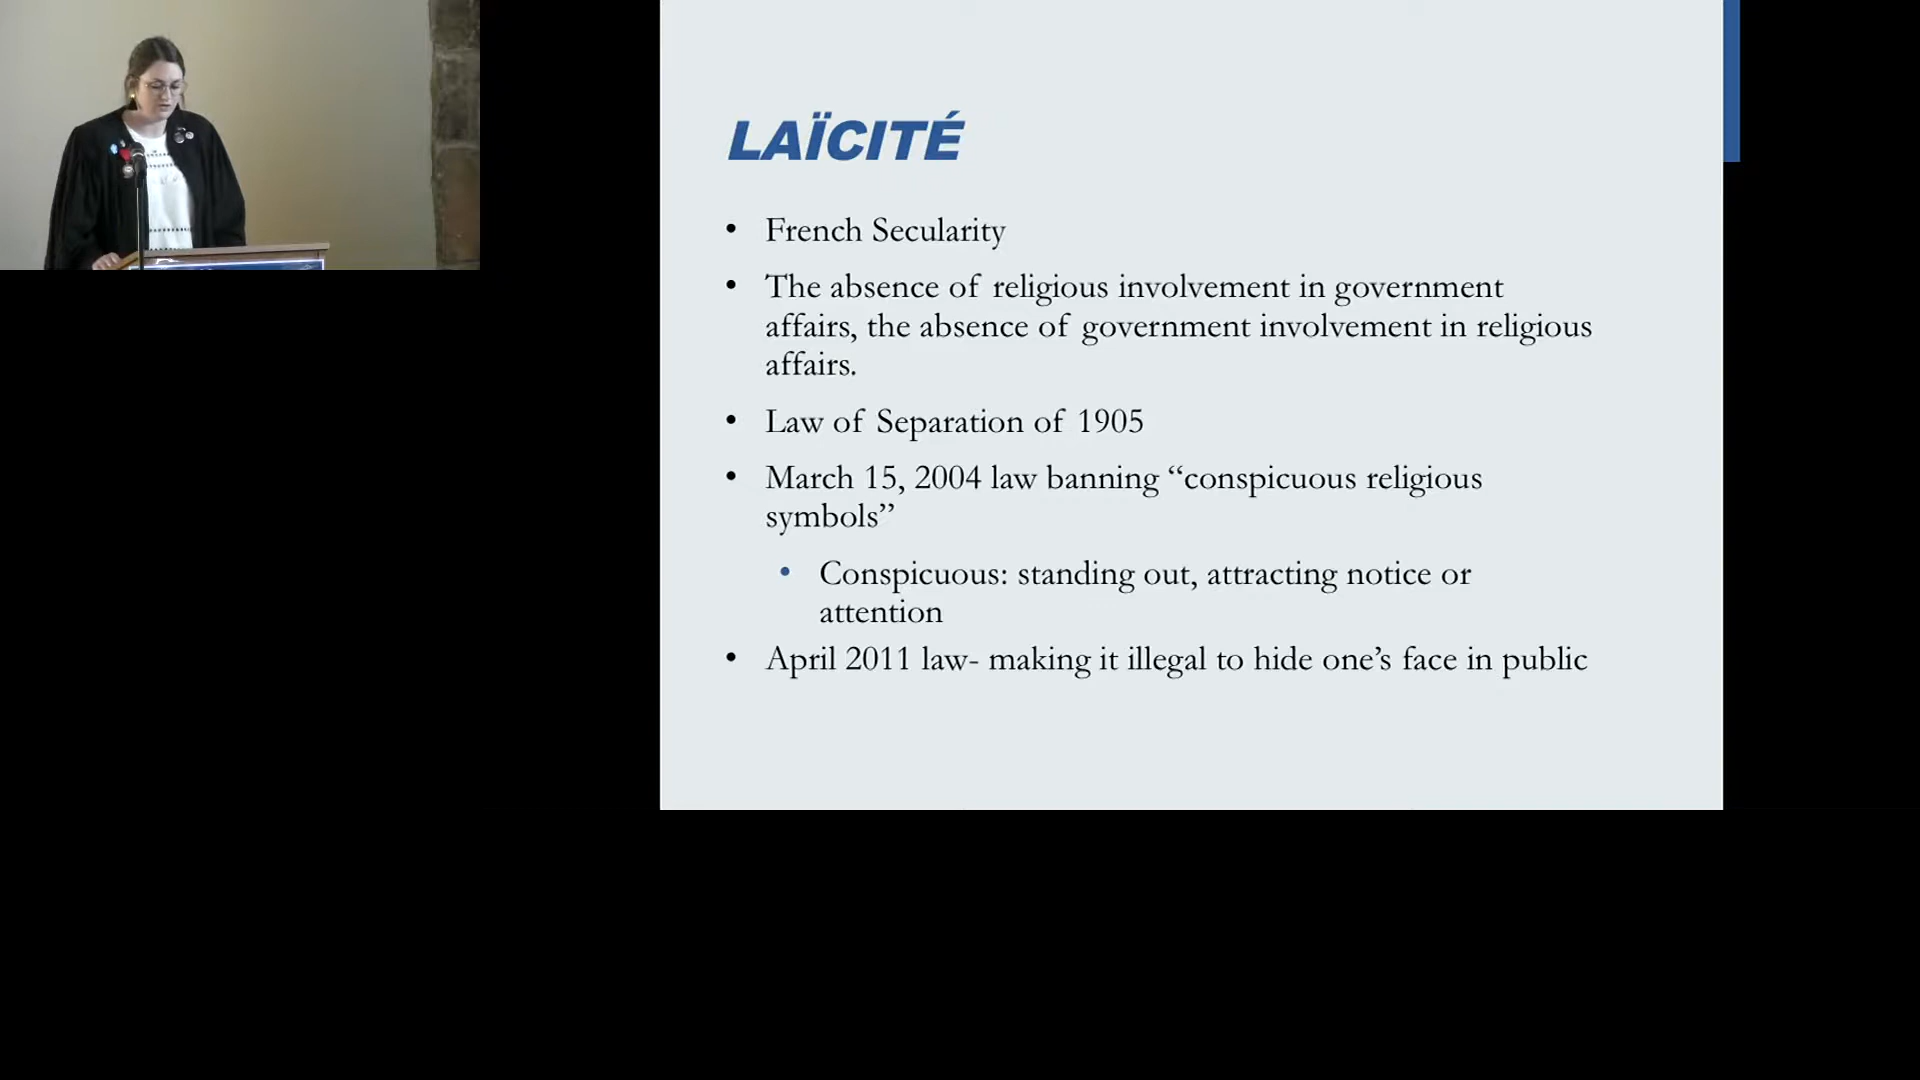 LAÏCITÉ
• French Secularity
• The absence of religious involvement in government
affairs, the absence of government involvement in religious
affairs.
• Law of Separation of 1905
• March 15, 2004 law banning “conspicuous religious
symbols”
• Conspicuous: standing out, attracting notice or
attention
• April 2011 law- making it illegal to hide one’s face in public